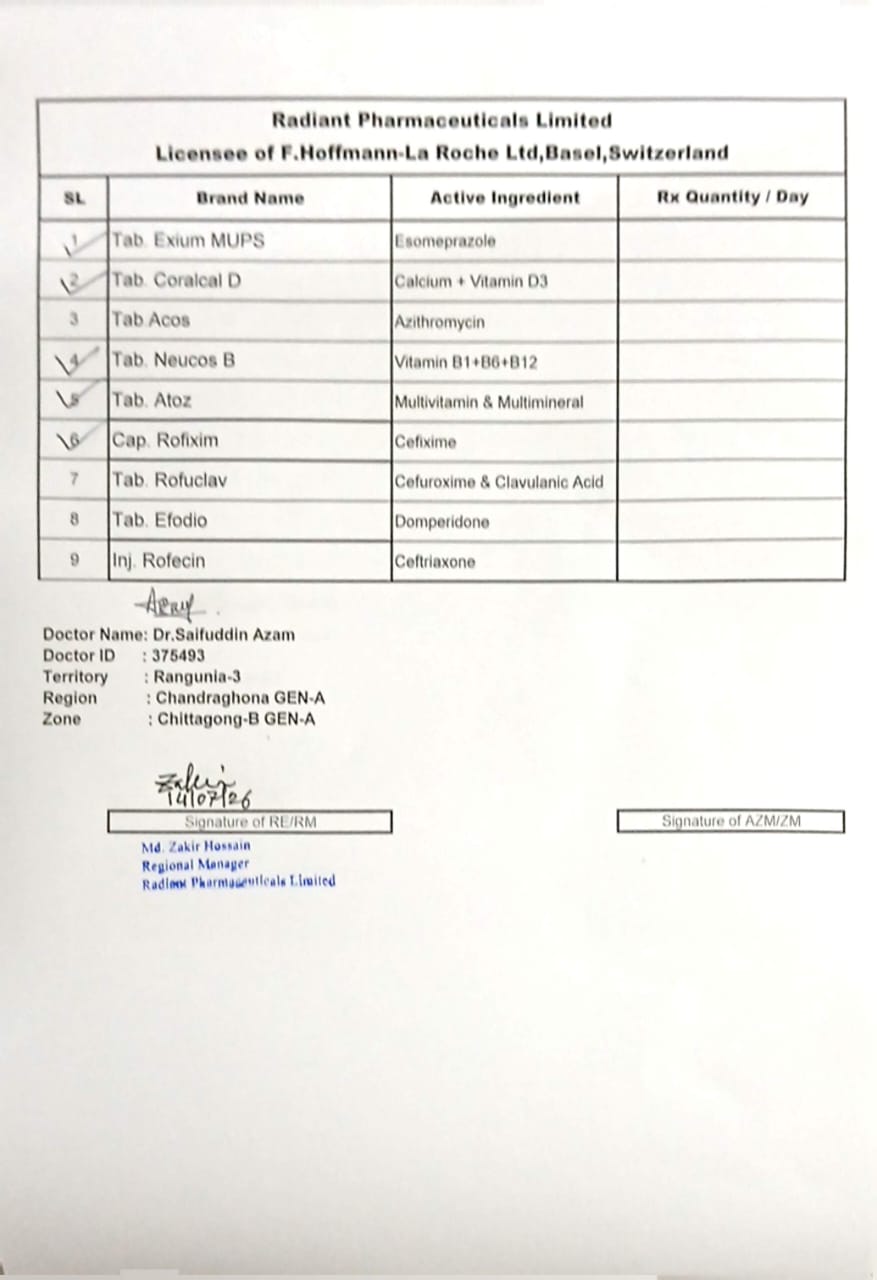 Radiant Pharmaceuticals Limited
Licensee of F.Hoffmann-La Roche Ltd,Basel,Switzerland
SL Brand Name Active Ingredient Rx Quantity / Day
1 Tab. Exium MUPS Esomeprazole
2 Tab. Coralcal D Calcium + Vitamin D3
3 Tab Acos Azithromycin
4 Tab. Neucos B Vitamin B1+B6+B12
5 Tab. Atoz Multivitamin & Multimineral
6 Cap. Rofixim Cefixime
7 Tab. Rofuclav Cefuroxime & Clavulanic Acid
8 Tab. Efodio Domperidone
9 Inj. Rofecin Ceftriaxone
Doctor Name: Dr.Saifuddin Azam
Doctor ID : 375493
Territory : Rangunia-3
Region : Chandraghona GEN-A
Zone : Chittagong-B GEN-A
Zakir
14/07/26
Signature of RE/RM Signature of AZM/ZM
Md. Zakir Hossain
Regional Manager
Radiant Pharmaceuticals Limited